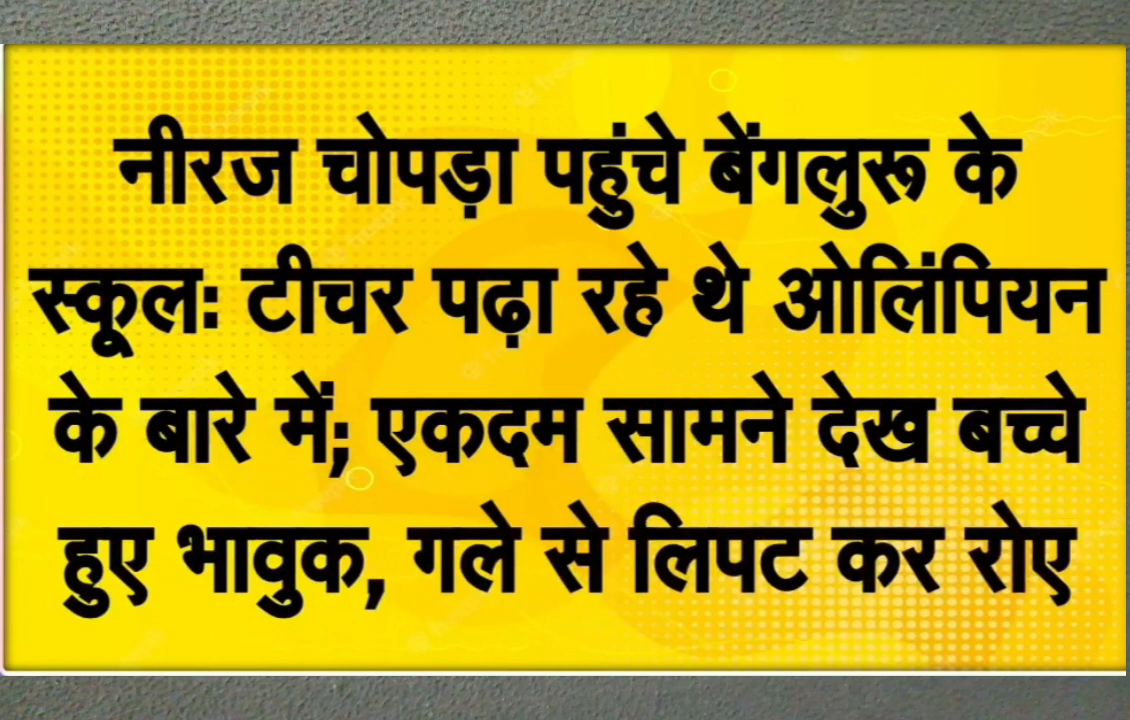 नीरज चोपड़ा पहुंचे बेंगलुरू के
स्कूलः टीचर पढ़ा रहे थे ओलिंपियन
के बारे में; एकदम सामने देख बच्चे
हुए भावुक, गले से लिपट कर रोए